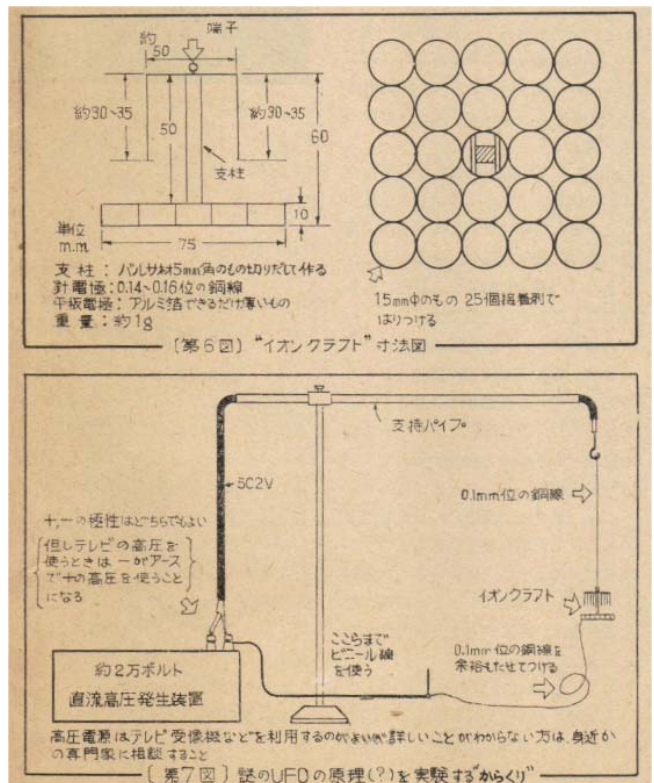 端子
約
50
約30~35
50
約30~35
60
支柱
10
単位
m.m
75
支柱：バルサ材5mm角のもの切りだして作る
針電極：0.14~0.16位の銅線
平板電極：アルミ箔できるだけ薄いもの
重量：約1g
15mmφのもの 25個接着剤で
はりつける
〔第6図〕“イオンクラフト”寸法図
支持パイプ
5C2V
0.1mm位の銅線
+,-の極性はどちらでもよい
但しテレビの高圧を
使うときは-がアース
で+の高圧を使うこと
になる
イオンクラフト
約2万ボルト
直流高圧発生装置
ここらまで
ビニール線
を使う
0.1mm位の銅線を
余裕もたせてつける
高圧電源はテレビ受像機などを利用するのがよいが詳しいことがわからない方は、身近か
の専門家に相談すること
〔第7図〕謎のUFOの原理(?)を実験する“からくり”